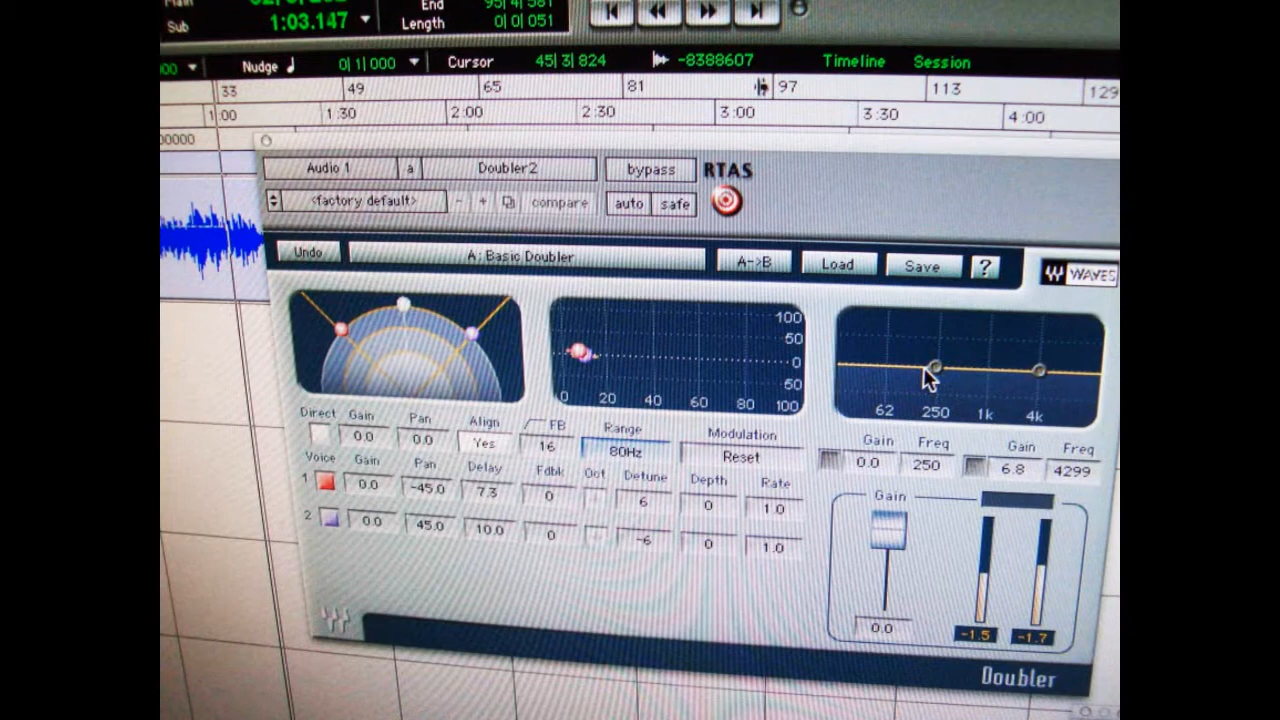 Main
Sub 1:03.147
End 95| 4| 581
Length 0| 0| 051
Nudge 0| 1| 000 Cursor 45| 3| 824 -8388607 Timeline Session
33 49 65 81 97 113 129
1:00 1:30 2:00 2:30 3:00 3:30 4:00
Audio 1 a Doubler2 bypass RTAS
<factory default> - + compare auto safe
Undo A: Basic Doubler A->B Load Save ? WAVES
100
50
0
50
0 20 40 60 80 100
62 250 1k 4k
Direct Gain Pan Align FB Range Modulation Gain Freq Gain Freq
0.0 0.0 Yes 16 80Hz Reset 0.0 250 6.8 4299
Voice Gain Pan Delay Fdbk Oct Detune Depth Rate
1 0.0 -45.0 7.3 0 6 0 1.0
2 0.0 45.0 10.0 0 -6 0 1.0
Gain
0.0 -1.5 -1.7
Doubler